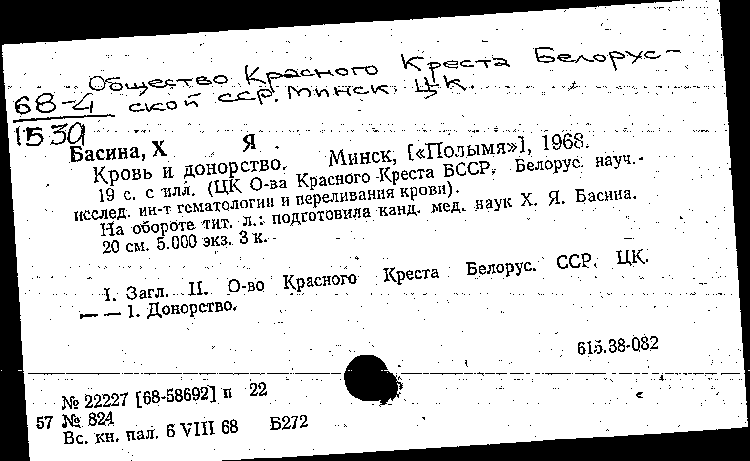 Общество Красного Креста Белорус-
68-4 ской ССР. Минск. ЦК.
1539
Басина, Х Я .
Кровь и донорство. Минск, [«Полымя»], 1968.
19 с. с илл. (ЦК О-ва Красного Креста БССР. Белорус. науч.-
исслед. ин-т гематологии и переливания крови).
На обороте тит. л.: подготовила канд. мед. наук Х. Я. Басина.
20 см. 5.000 экз. 3 к.
I. Загл. II. О-во Красного Креста Белорус. ССР. ЦК.
— — 1. Донорство.
615.38-082
№ 22227 [68-58692] п 22
57 № 824
Вс. кн. пал. 6 VIII 68 Б272